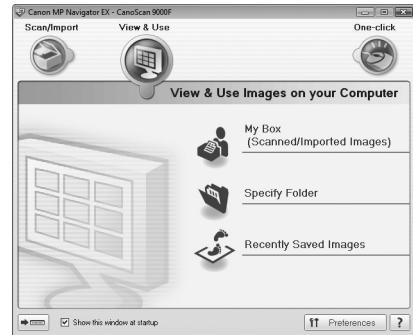 Canon MP Navigator EX - CanoScan 9000F
Scan/Import View & Use One-click
View & Use Images on your Computer
My Box
(Scanned/Imported Images)
Specify Folder
Recently Saved Images
Show this window at startup Preferences ?